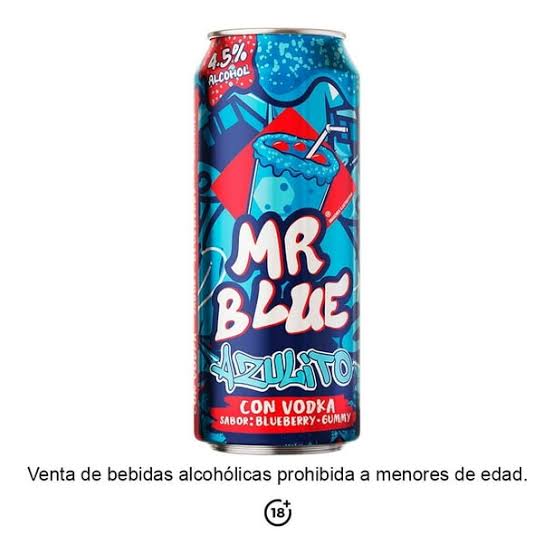 4.5%
ALCOHOL
MR
BLUE
AZULITO
CON VODKA
SABOR: BLUEBERRY-GUMMY
Venta de bebidas alcohólicas prohibida a menores de edad.
18+